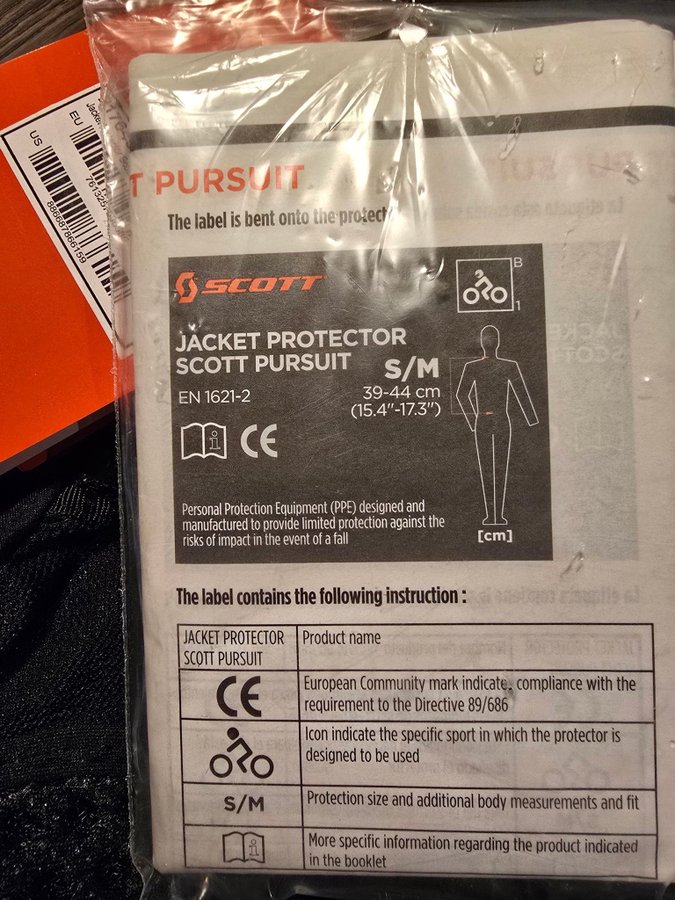 EU
US
886687866159
T PURSUIT
The label is bent onto the protect
SCOTT
B
1
JACKET PROTECTOR
SCOTT PURSUIT
S/M
EN 1621-2
39-44 cm
(15.4"-17.3")
i
CE
Personal Protection Equipment (PPE) designed and
manufactured to provide limited protection against the
risks of impact in the event of a fall
[cm]
The label contains the following instruction :
JACKET PROTECTOR
SCOTT PURSUIT
Product name
CE
European Community mark indicate, compliance with the
requirement to the Directive 89/686
Icon indicate the specific sport in which the protector is
designed to be used
S/M
Protection size and additional body measurements and fit
i
More specific information regarding the product indicated
in the booklet